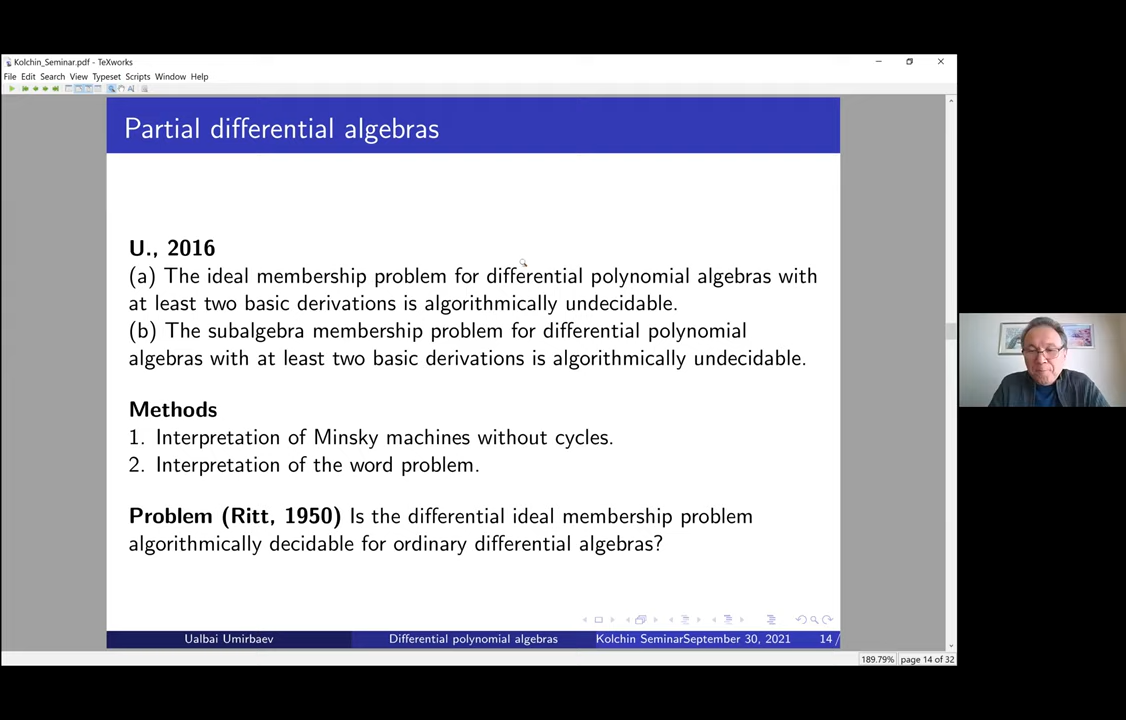 Kolchin_Seminar.pdf - TeXworks
File Edit Search View Typeset Scripts Window Help
Partial differential algebras
U., 2016
(a) The ideal membership problem for differential polynomial algebras with
at least two basic derivations is algorithmically undecidable.
(b) The subalgebra membership problem for differential polynomial
algebras with at least two basic derivations is algorithmically undecidable.
Methods
1. Interpretation of Minsky machines without cycles.
2. Interpretation of the word problem.
Problem (Ritt, 1950) Is the differential ideal membership problem
algorithmically decidable for ordinary differential algebras?
Ualbai Umirbaev Differential polynomial algebras Kolchin SeminarSeptember 30, 2021 14 /
189.79% page 14 of 32